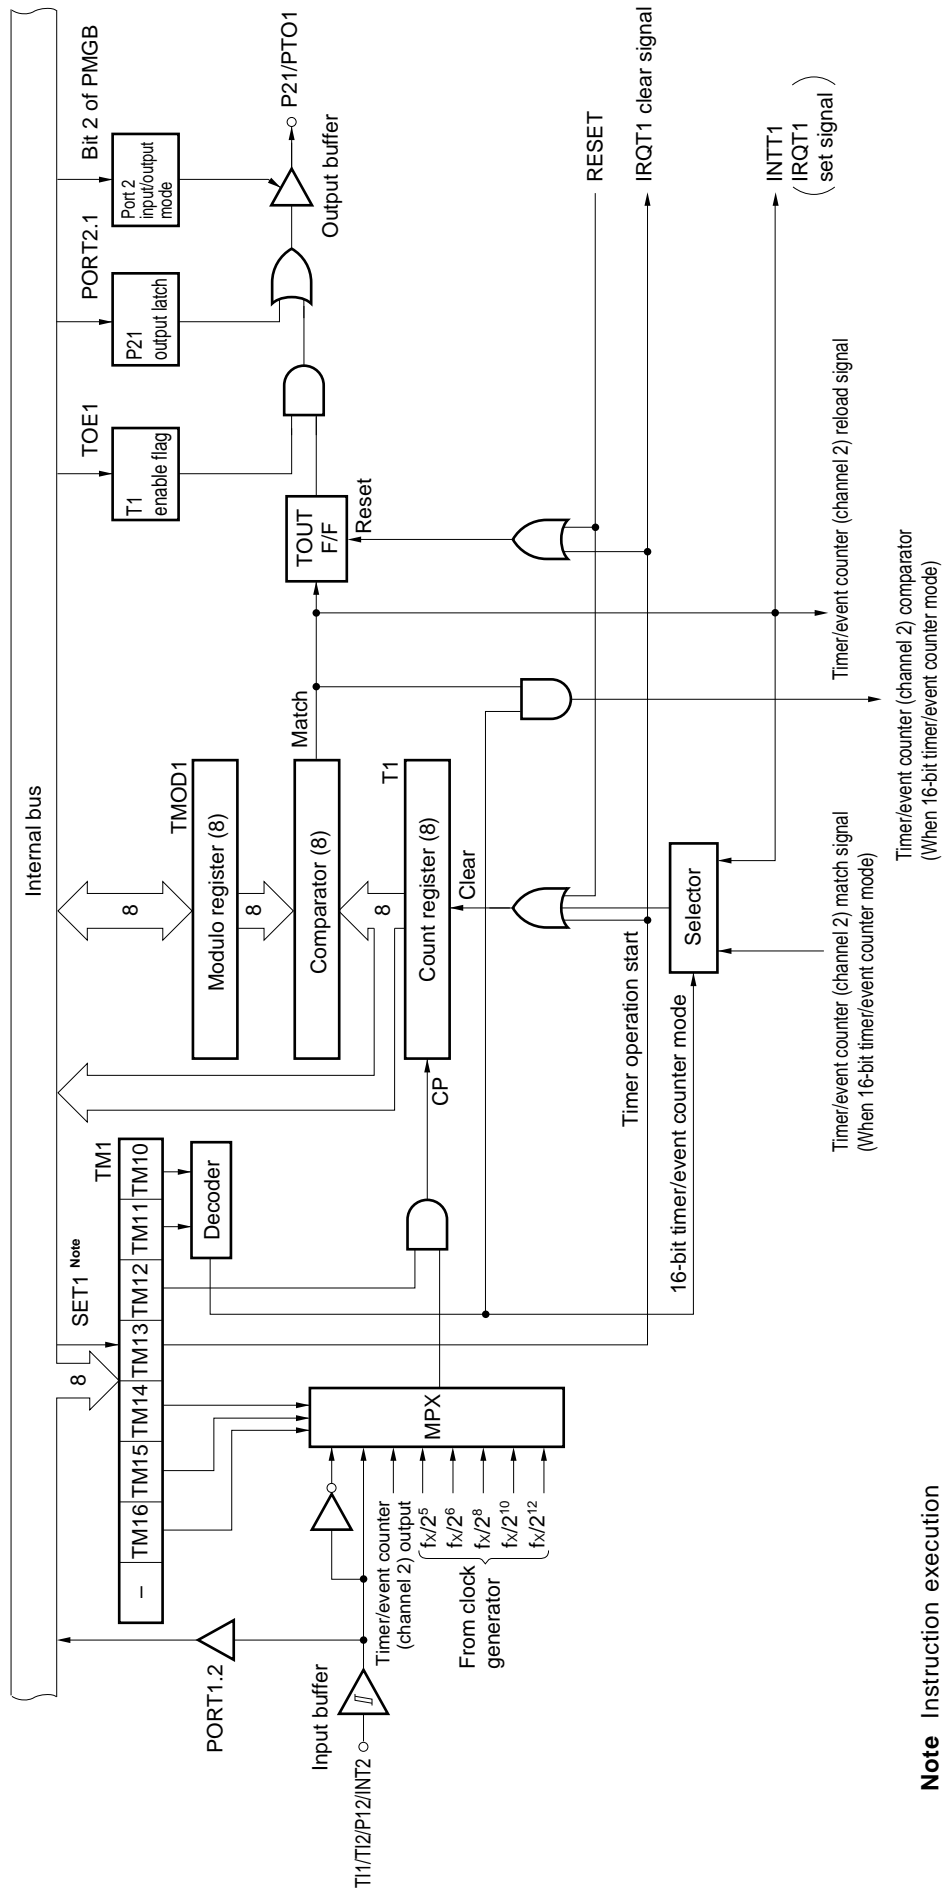 Internal bus
8
SET1 Note
TM1
–
TM16
TM15
TM14
TM13
TM12
TM11
TM10
Decoder
8
Modulo register (8)
TMOD1
8
Comparator (8)
Match
8
Count register (8)
T1
CP
Clear
TOE1
T1
enable flag
PORT2.1
P21
output latch
Bit 2 of PMGB
Port 2
input/output
mode
P21/PTO1
Output buffer
TOUT
F/F
Reset
PORT1.2
Input buffer
TI1/TI2/P12/INT2
MPX
Timer/event counter
(channel 2) output
fx/2⁵
fx/2⁶
fx/2⁸
fx/2¹⁰
fx/2¹²
From clock
generator
RESET
IRQT1 clear signal
Timer operation start
16-bit timer/event counter mode
Selector
INTT1
(IRQT1
set signal)
Timer/event counter (channel 2) match signal
(When 16-bit timer/event counter mode)
Timer/event counter (channel 2) reload signal
Timer/event counter (channel 2) comparator
(When 16-bit timer/event counter mode)
Note Instruction execution